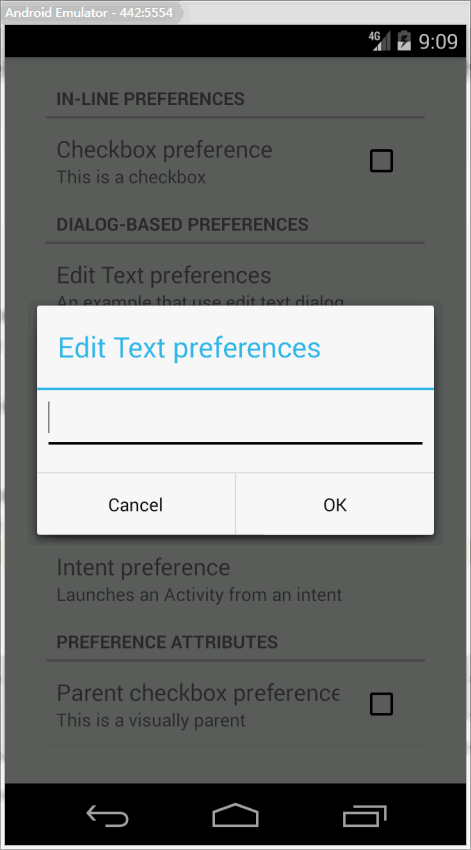 Android Emulator - 442:5554
4G 9:09
IN-LINE PREFERENCES
Checkbox preference
This is a checkbox
DIALOG-BASED PREFERENCES
Edit Text preferences
An example that use edit text dialog
Edit Text preferences
Cancel OK
Intent preference
Launches an Activity from an intent
PREFERENCE ATTRIBUTES
Parent checkbox preference
This is a visually parent